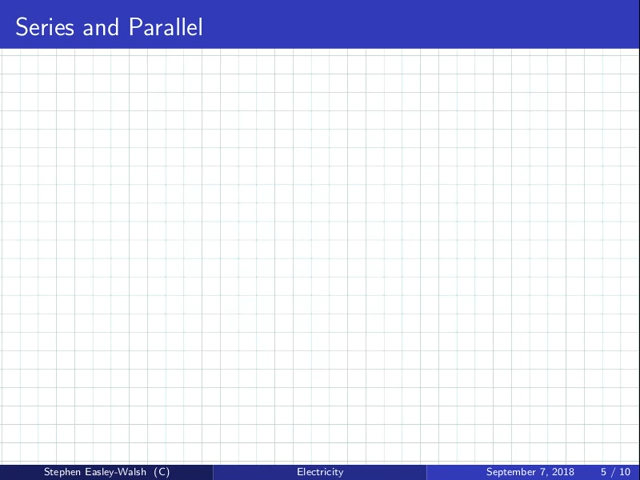 Series and Parallel
Stephen Easley-Walsh (C) Electricity September 7, 2018 5 / 10